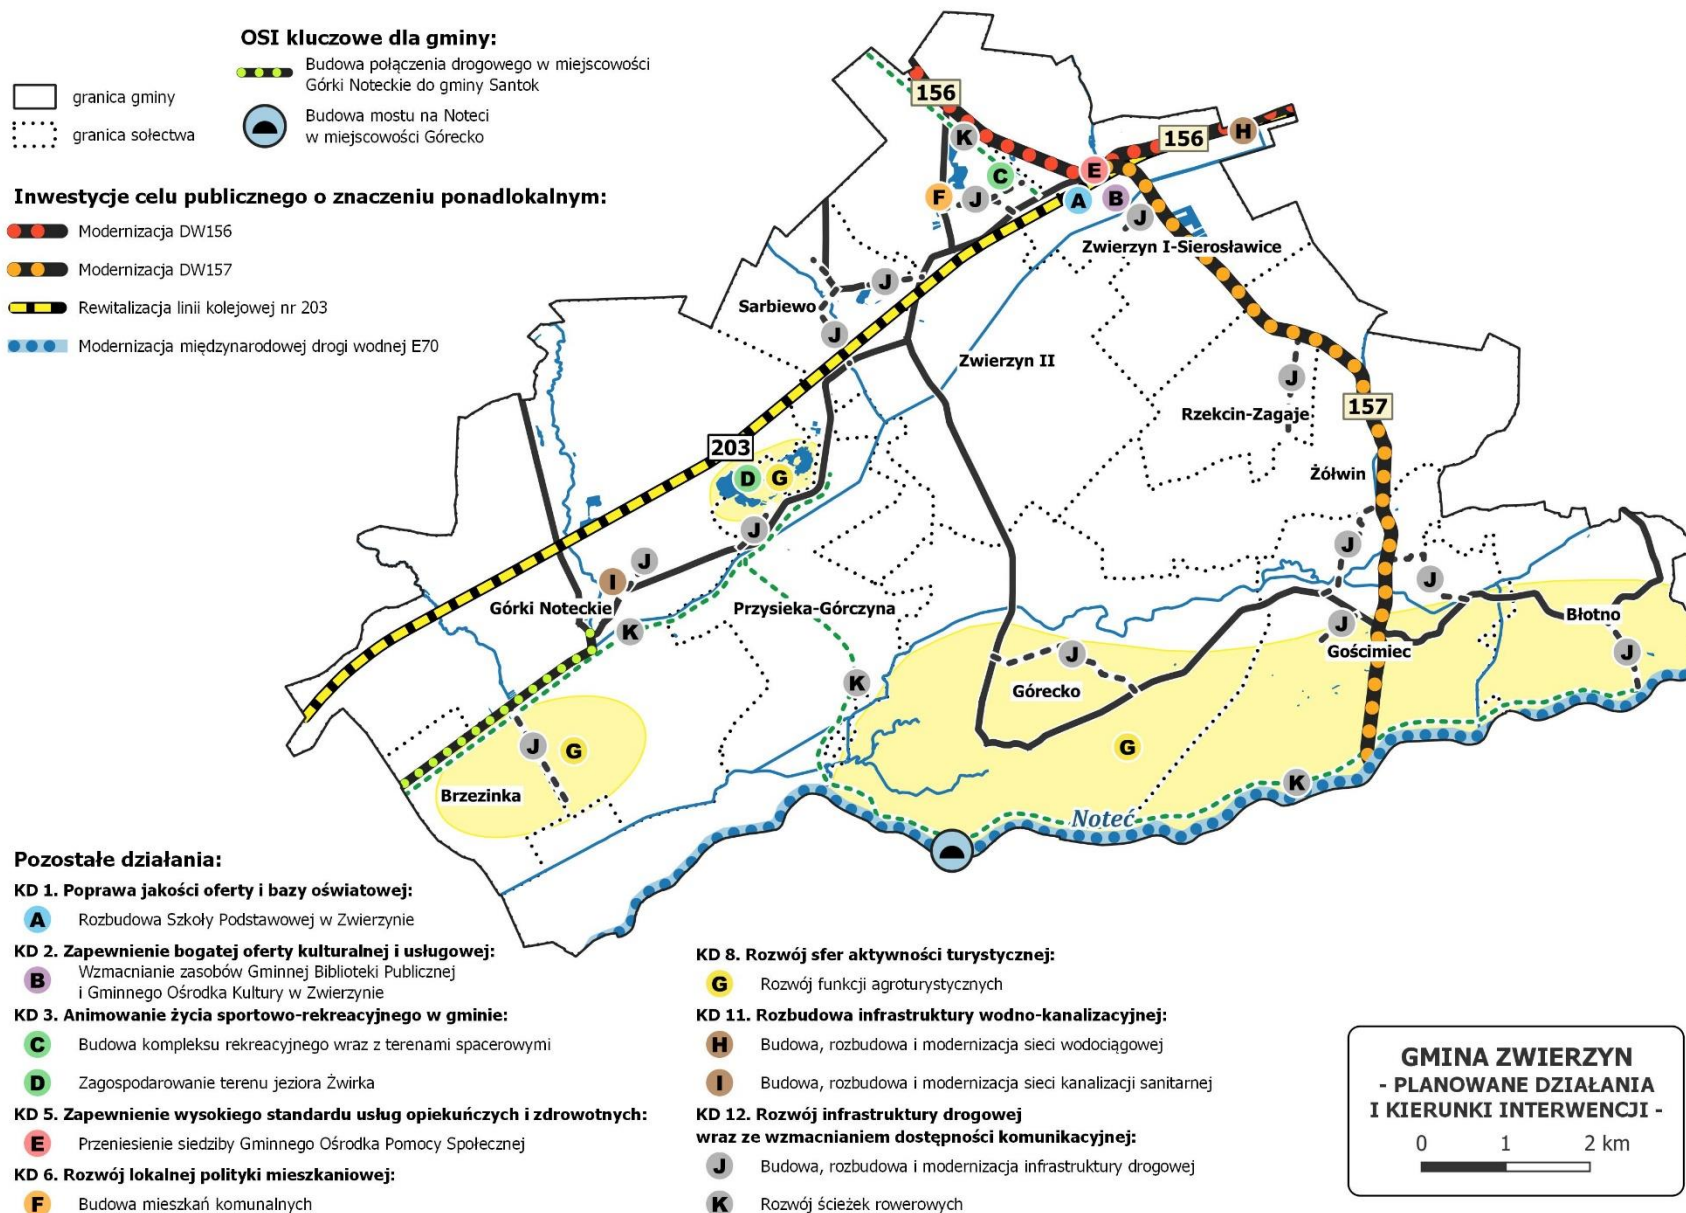 OSI kluczowe dla gminy:
Budowa połączenia drogowego w miejscowości
Górki Noteckie do gminy Santok
Budowa mostu na Noteci
w miejscowości Górecko
granica gminy
granica sołectwa
Inwestycje celu publicznego o znaczeniu ponadlokalnym:
Modernizacja DW156
Modernizacja DW157
Rewitalizacja linii kolejowej nr 203
Modernizacja międzynarodowej drogi wodnej E70
156
K
156
H
E
C
F
J
A
B
J
Zwierzyn I-Sierosławice
J
Sarbiewo
J
Zwierzyn II
J
Rzekcin-Zagaje
157
203
Żółwin
D
G
J
J
J
J
I
Górki Noteckie
Przysieka-Górczyna
K
Błotno
J
Gościmiec
J
J
Górecko
K
J
G
G
Brzezinka
K
Noteć
Pozostałe działania:
KD 1. Poprawa jakości oferty i bazy oświatowej:
A Rozbudowa Szkoły Podstawowej w Zwierzynie
KD 2. Zapewnienie bogatej oferty kulturalnej i usługowej:
B Wzmacnianie zasobów Gminnej Biblioteki Publicznej
i Gminnego Ośrodka Kultury w Zwierzynie
KD 3. Animowanie życia sportowo-rekreacyjnego w gminie:
C Budowa kompleksu rekreacyjnego wraz z terenami spacerowymi
D Zagospodarowanie terenu jeziora Żwirka
KD 5. Zapewnienie wysokiego standardu usług opiekuńczych i zdrowotnych:
E Przeniesienie siedziby Gminnego Ośrodka Pomocy Społecznej
KD 6. Rozwój lokalnej polityki mieszkaniowej:
F Budowa mieszkań komunalnych
KD 8. Rozwój sfer aktywności turystycznej:
G Rozwój funkcji agroturystycznych
KD 11. Rozbudowa infrastruktury wodno-kanalizacyjnej:
H Budowa, rozbudowa i modernizacja sieci wodociągowej
I Budowa, rozbudowa i modernizacja sieci kanalizacji sanitarnej
KD 12. Rozwój infrastruktury drogowej
wraz ze wzmacnianiem dostępności komunikacyjnej:
J Budowa, rozbudowa i modernizacja infrastruktury drogowej
K Rozwój ścieżek rowerowych
GMINA ZWIERZYN
- PLANOWANE DZIAŁANIA
I KIERUNKI INTERWENCJI -
0 1 2 km